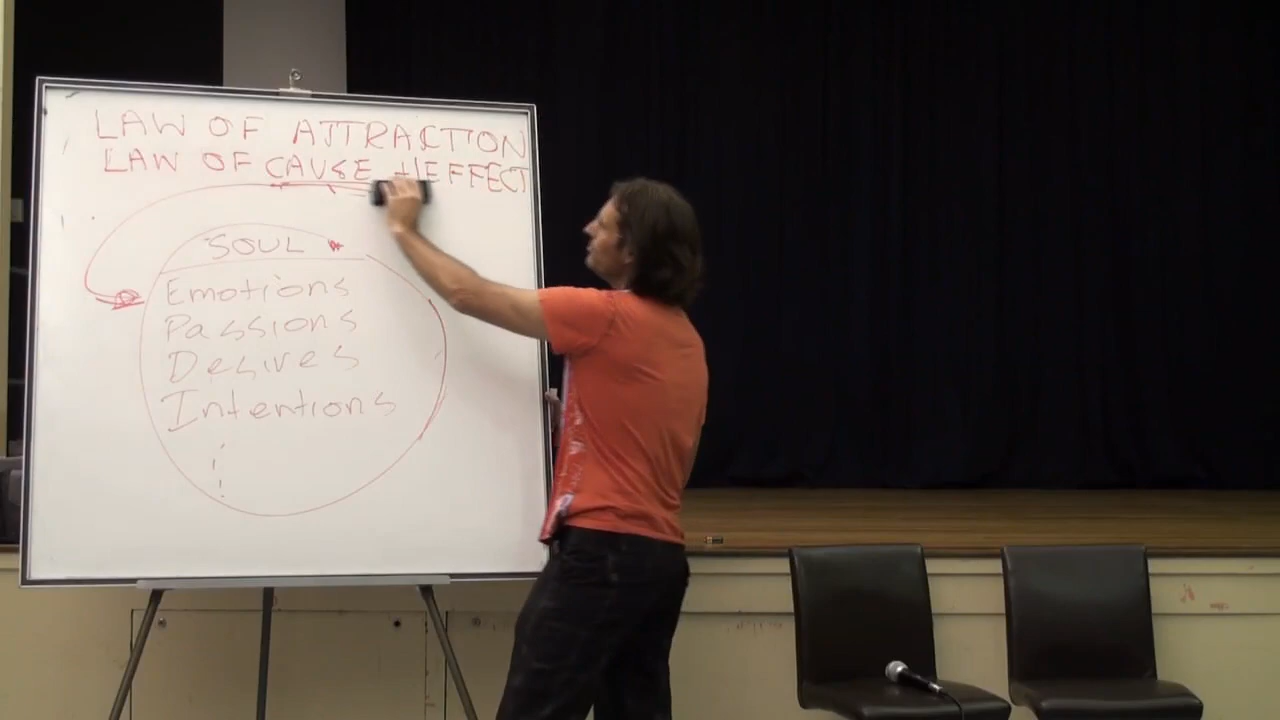 LAW OF ATTRACTION
LAW OF CAUSE + EFFECT
SOUL
Emotions
Passions
Desires
Intentions